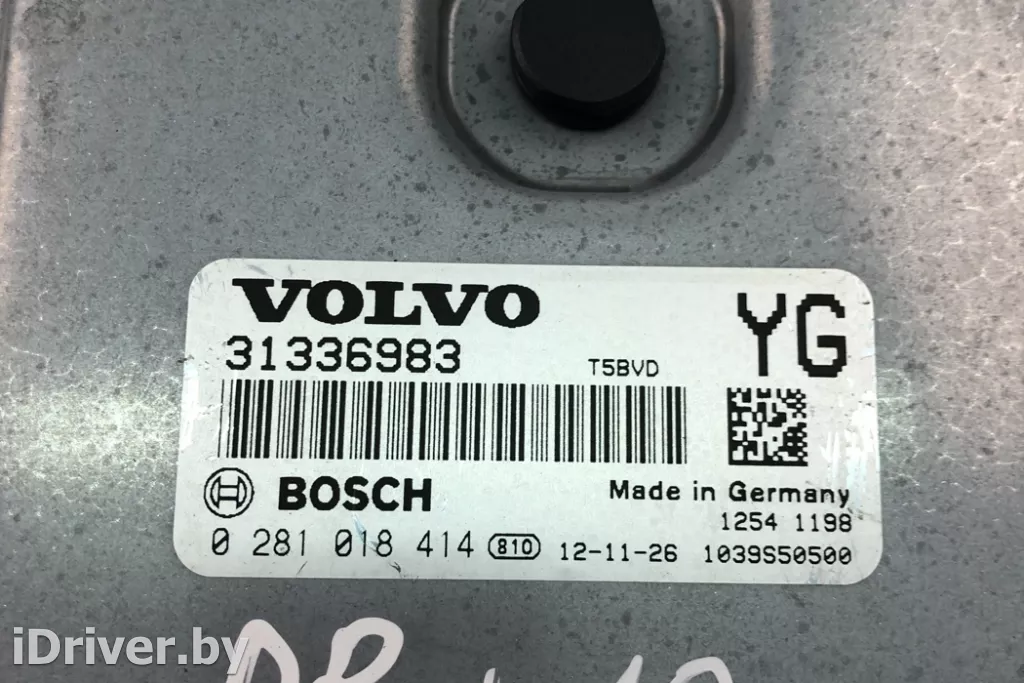 VOLVO
YG
31336983
T5BVD
BOSCH
Made in Germany
1254 1198
0 281 018 414 810 12-11-26 1039S50500
iDriver.by